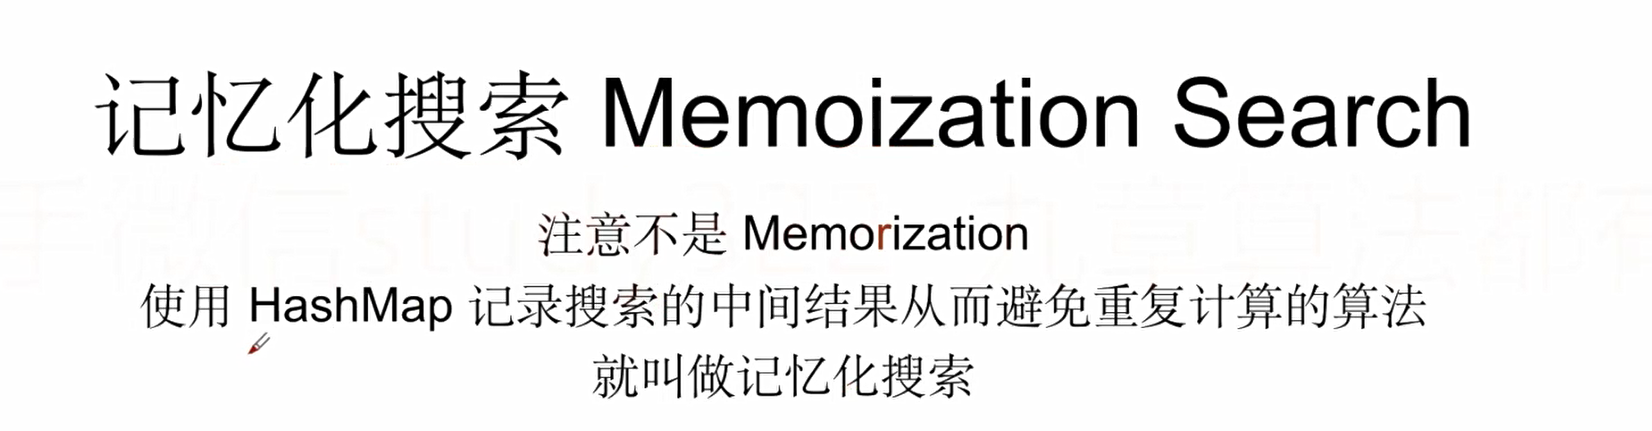 记忆化搜索 Memoization Search
注意不是 Memorization
使用 HashMap 记录搜索的中间结果从而避免重复计算的算法
就叫做记忆化搜索